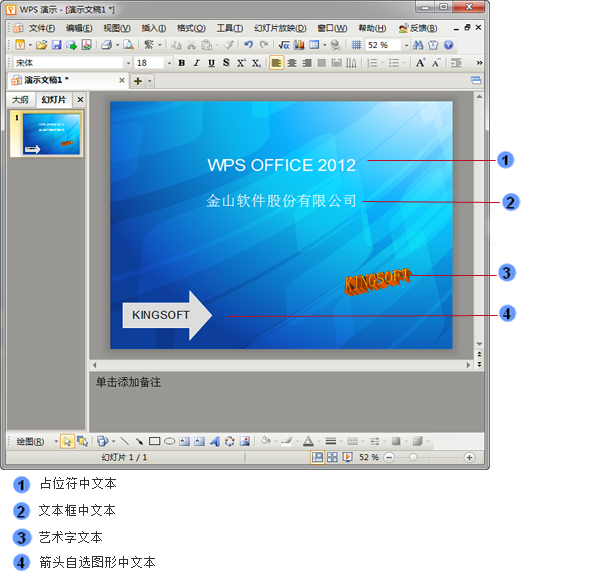 WPS 演示 - [演示文稿1 *]
文件(F) 编辑(E) 视图(V) 插入(I) 格式(O) 工具(T) 幻灯片放映(D) 窗口(W) 帮助(H) 反馈(B)
繁 52 %
宋体 18 B I U S X² X₂ A⁺ A⁻
演示文稿1 *
大纲 幻灯片
1
WPS OFFICE 2012 1
金山软件股份有限公司 2
KINGSOFT 3
KINGSOFT 4
单击添加备注
绘图(R)
幻灯片 1 / 1 52 %
1 占位符中文本
2 文本框中文本
3 艺术字文本
4 箭头自选图形中文本